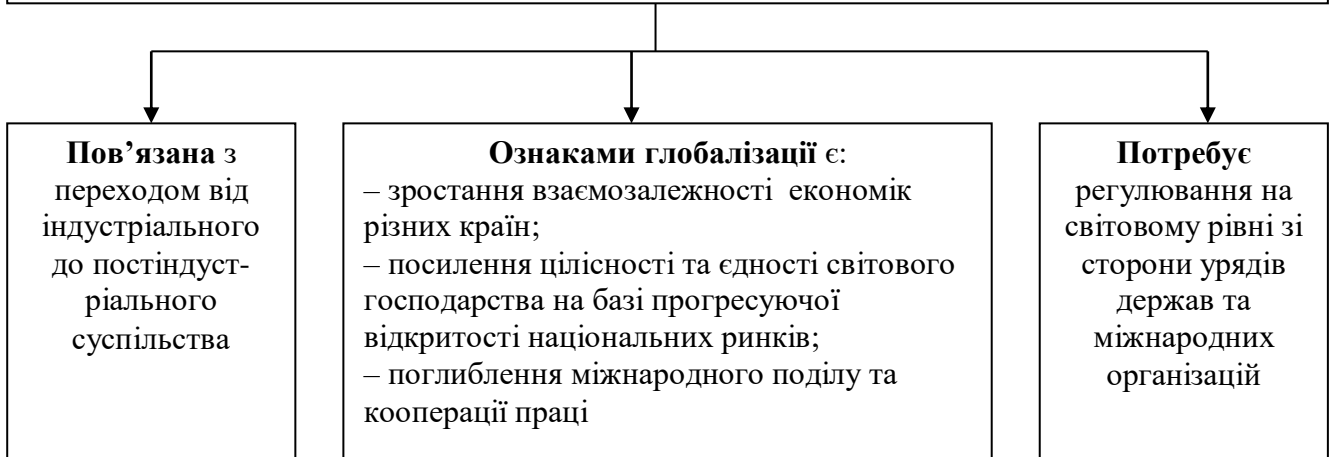 Пов’язана з
переходом від
індустріального
до постіндуст-
ріального
суспільства
Ознаками глобалізації є:
– зростання взаємозалежності економік
різних країн;
– посилення цілісності та єдності світового
господарства на базі прогресуючої
відкритості національних ринків;
– поглиблення міжнародного поділу та
кооперації праці
Потребує
регулювання на
світовому рівні зі
сторони урядів
держав та
міжнародних
організацій